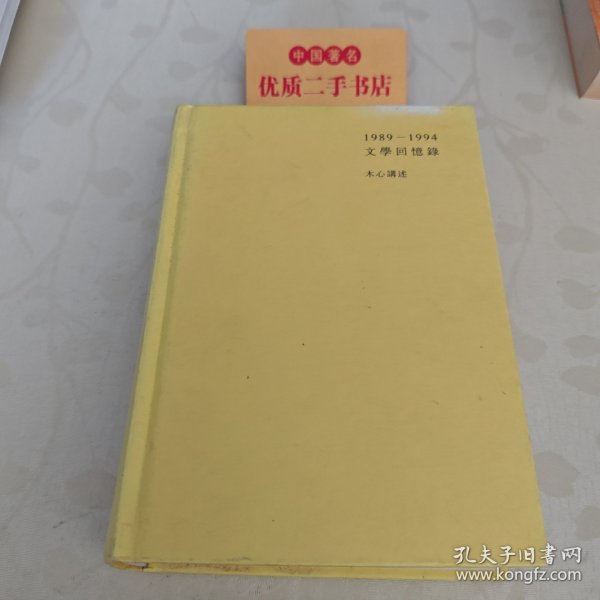 中国著名
优质二手书店
1989－1994
文學回憶錄
木心講述
孔夫子旧书网
www.kongfz.com